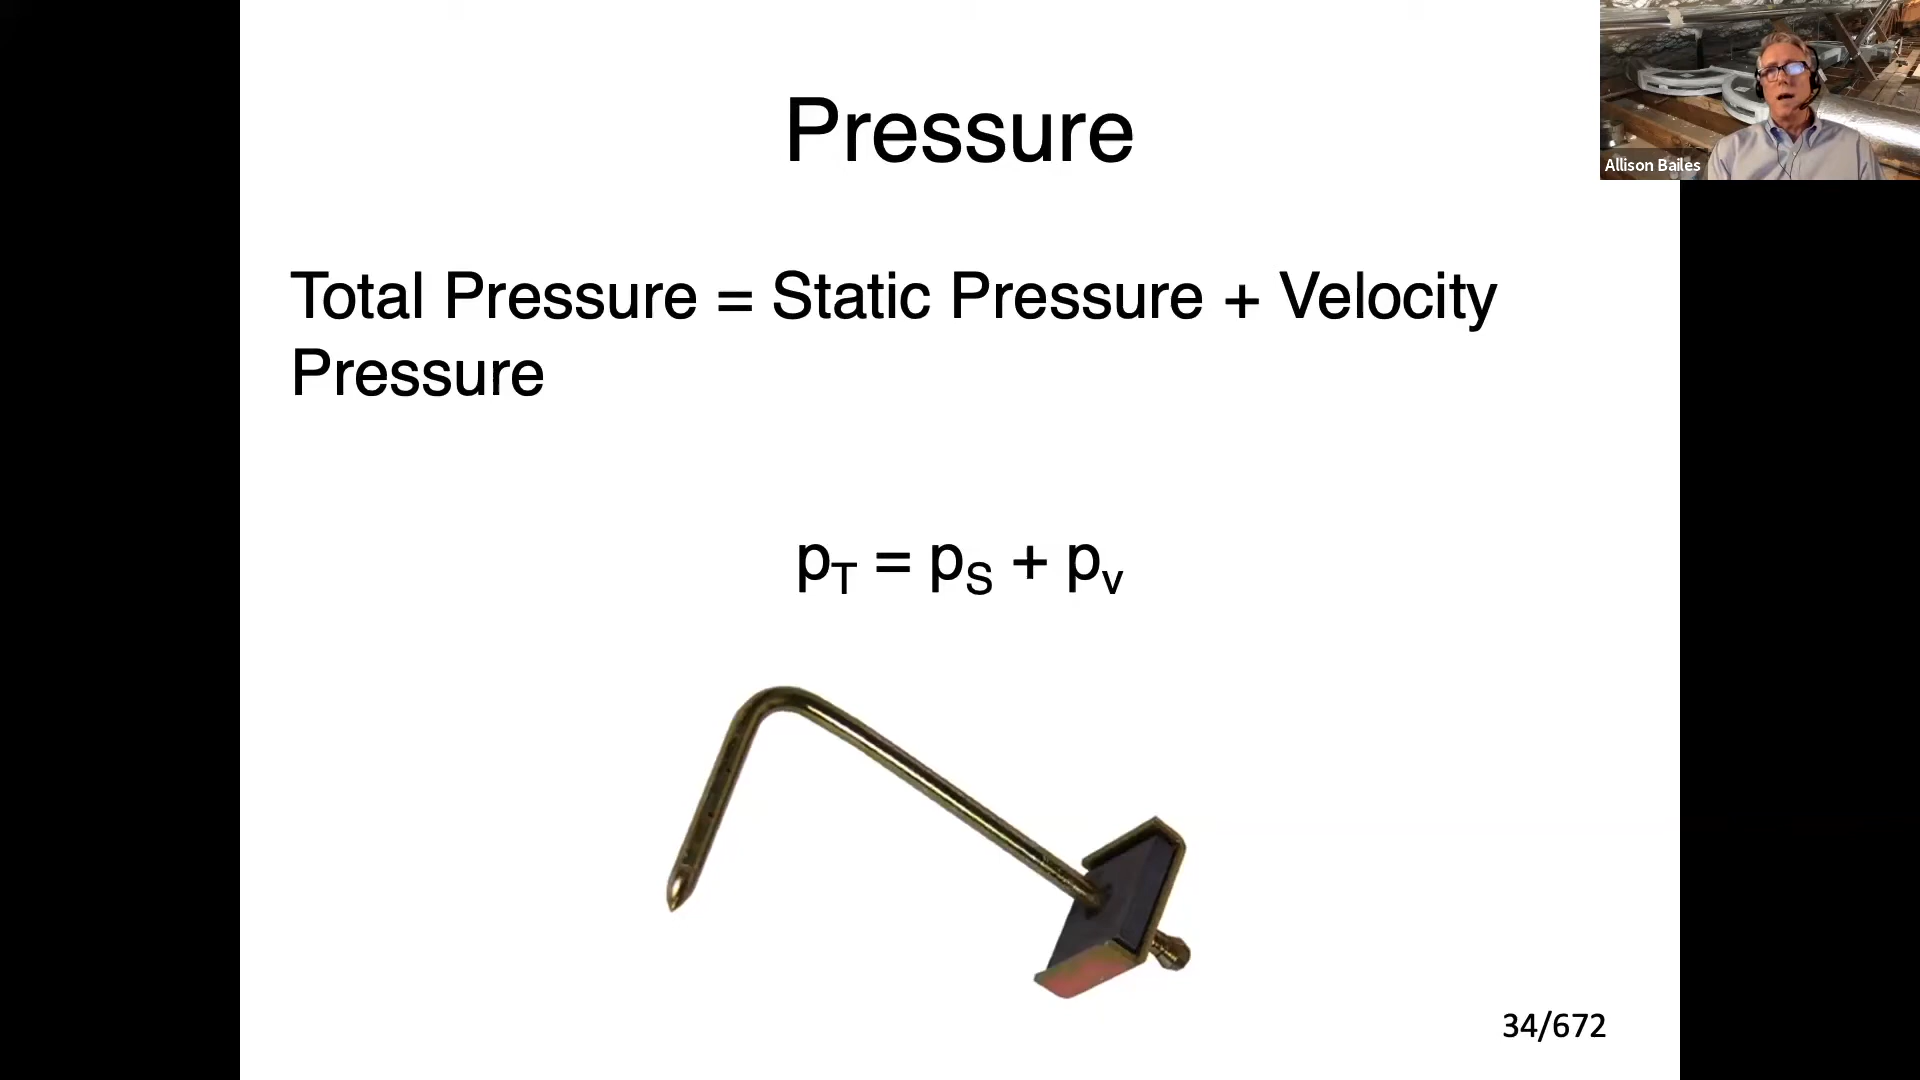 Pressure
Allison Bailes
Total Pressure = Static Pressure + Velocity
Pressure
pT = pS + pv
34/672